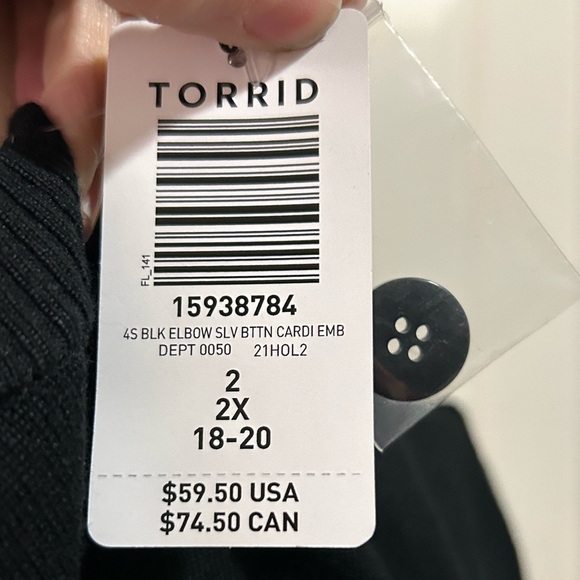 TORRID
FL_141
15938784
4S BLK ELBOW SLV BTTN CARDI EMB
DEPT 0050 21HOL2
2
2X
18-20
$59.50 USA
$74.50 CAN